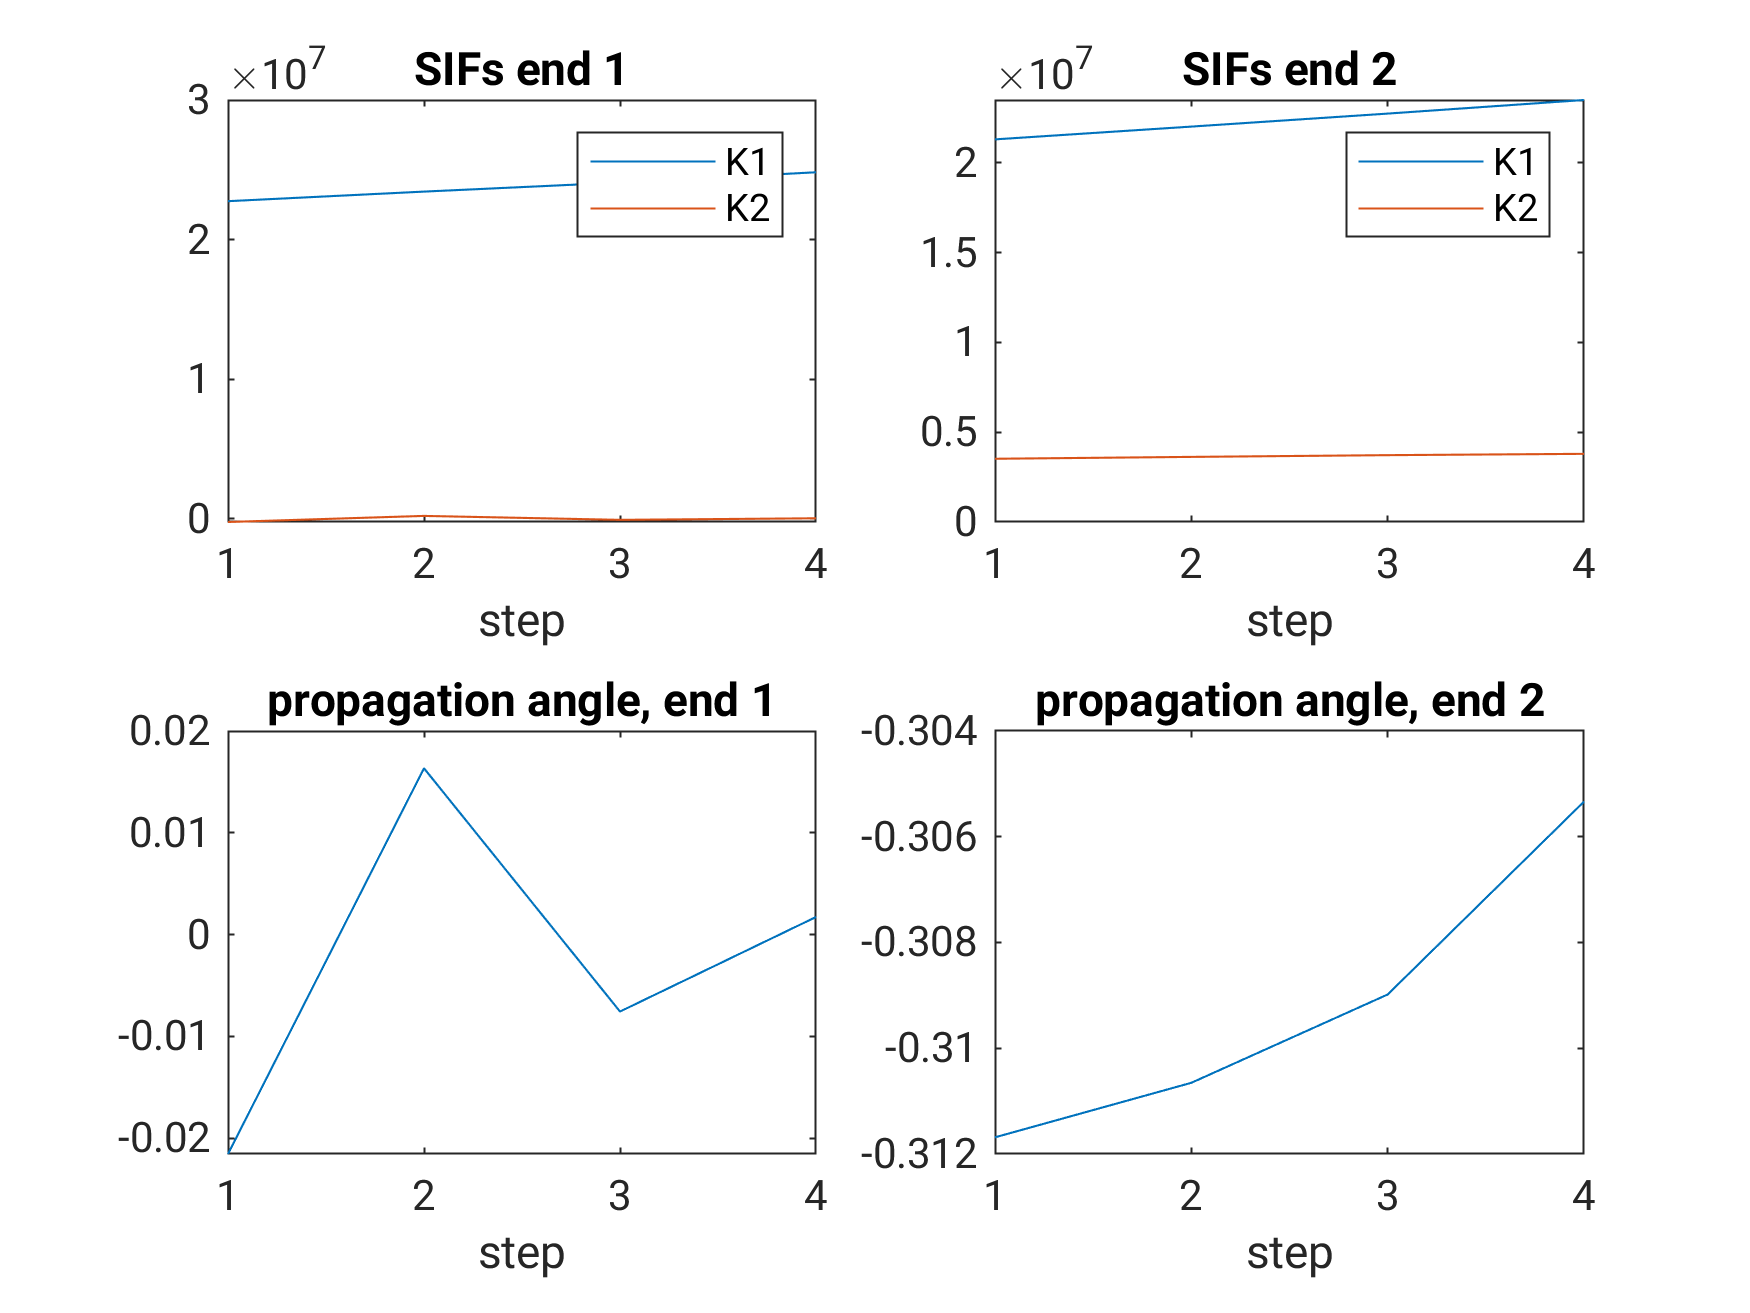 ×10^7
SIFs end 1
3
2
1
0
K1
K2
1 2 3 4
step
×10^7
SIFs end 2
2
1.5
1
0.5
0
K1
K2
1 2 3 4
step
propagation angle, end 1
0.02
0.01
0
-0.01
-0.02
1 2 3 4
step
propagation angle, end 2
-0.304
-0.306
-0.308
-0.31
-0.312
1 2 3 4
step